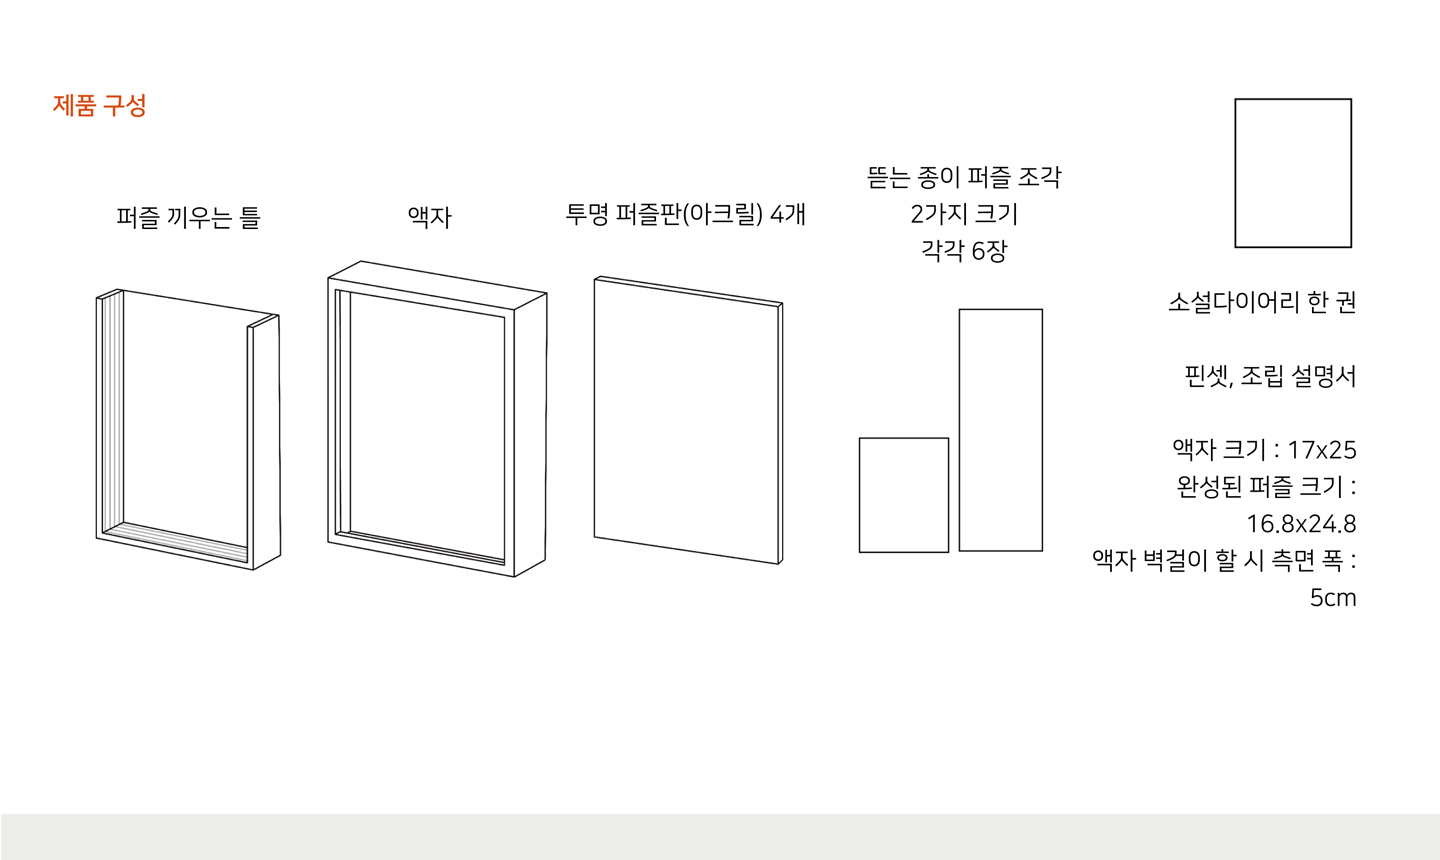 제품 구성
퍼즐 끼우는 틀
액자
투명 퍼즐판(아크릴) 4개
뜯는 종이 퍼즐 조각
2가지 크기
각각 6장
소설다이어리 한 권
핀셋, 조립 설명서
액자 크기 : 17x25
완성된 퍼즐 크기 :
16.8x24.8
액자 벽걸이 할 시 측면 폭 :
5cm